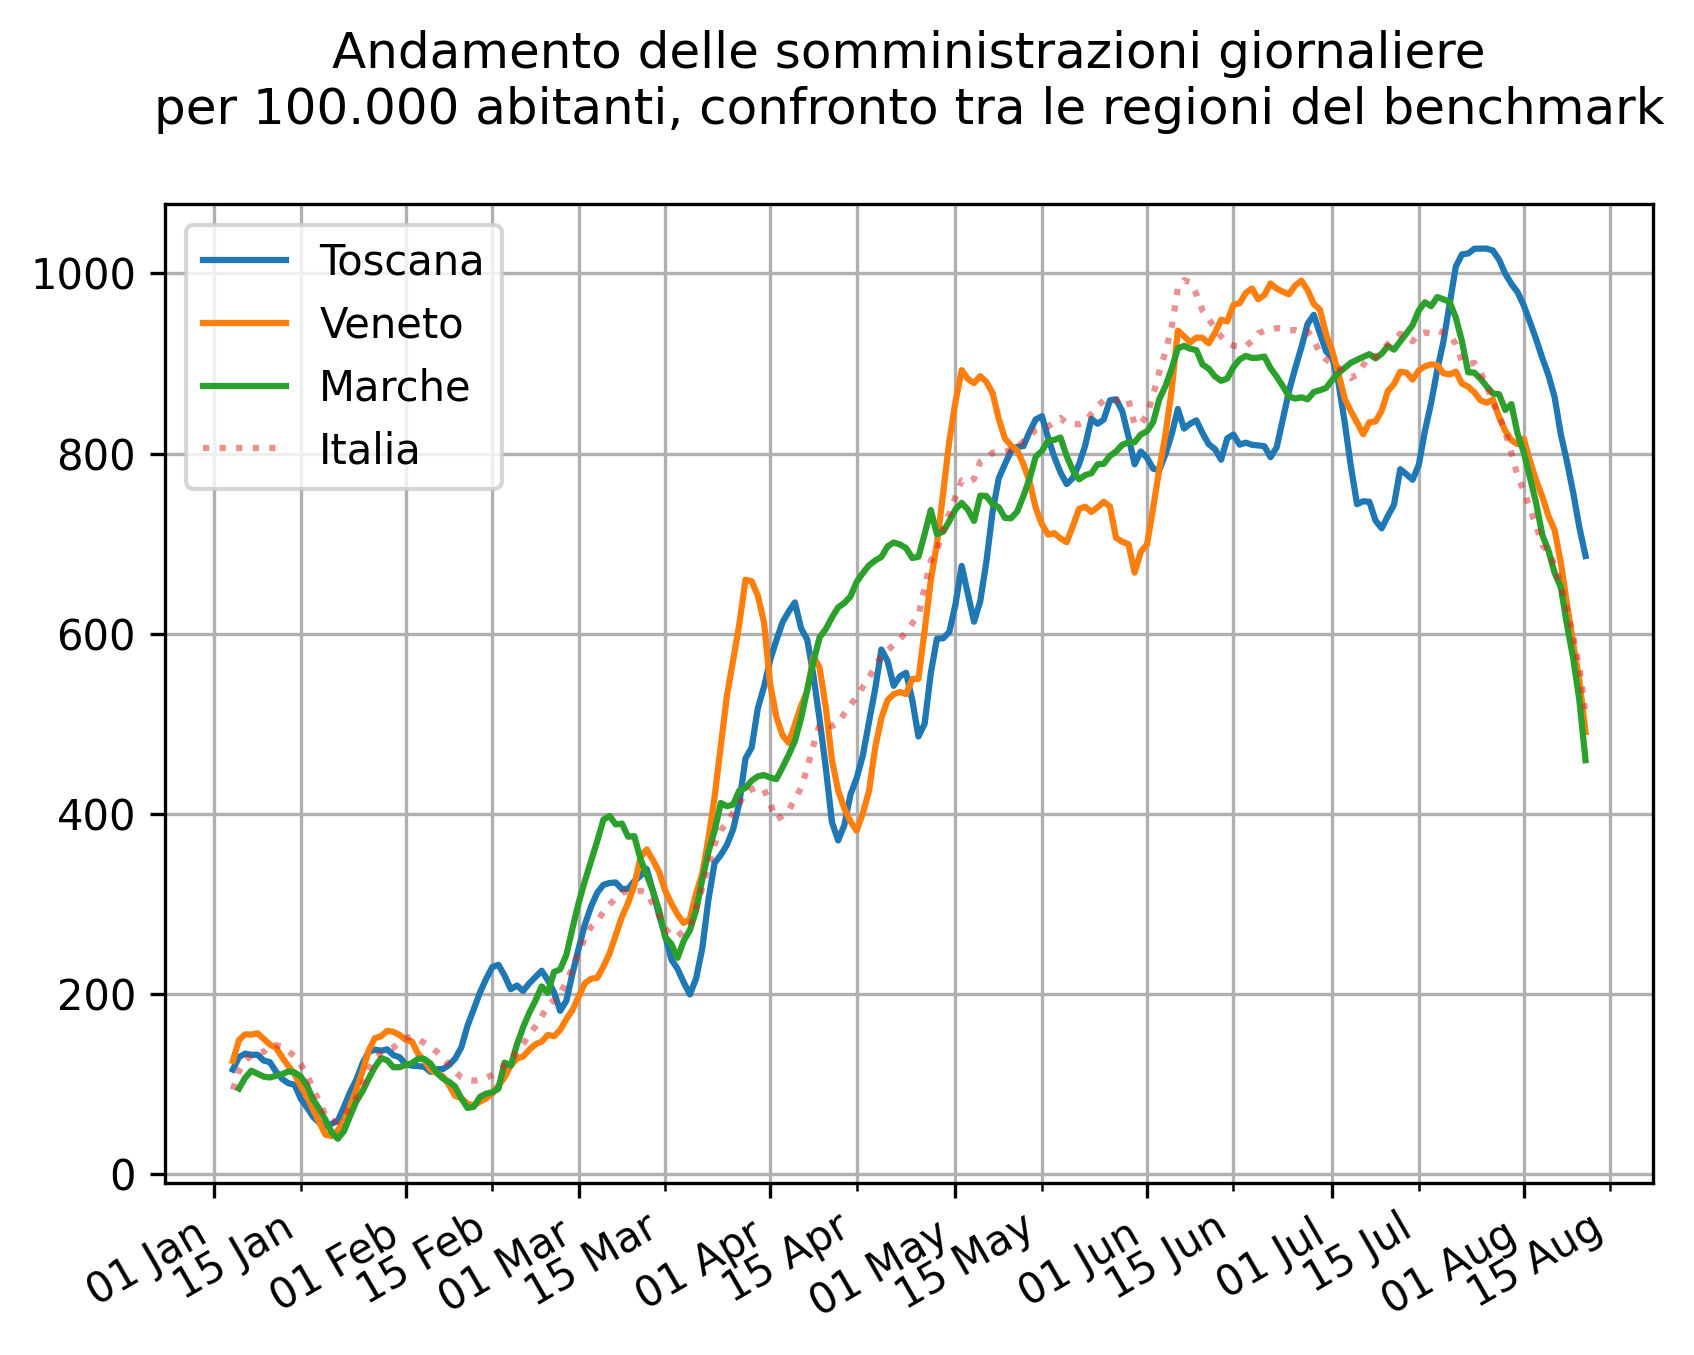 Andamento delle somministrazioni giornaliere
per 100.000 abitanti, confronto tra le regioni del benchmark
Toscana
Veneto
Marche
Italia
1000
800
600
400
200
0
01 Jan
15 Jan
01 Feb
15 Feb
01 Mar
15 Mar
01 Apr
15 Apr
01 May
15 May
01 Jun
15 Jun
01 Jul
15 Jul
01 Aug
15 Aug